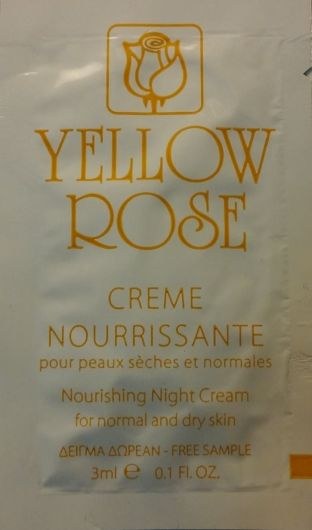 YELLOW
ROSE
CREME
NOURRISSANTE
pour peaux sèches et normales
Nourishing Night Cream
for normal and dry skin
ΔΕΙΓΜΑ ΔΩΡΕΑΝ - FREE SAMPLE
3ml ℮ 0.1 Fl. OZ.